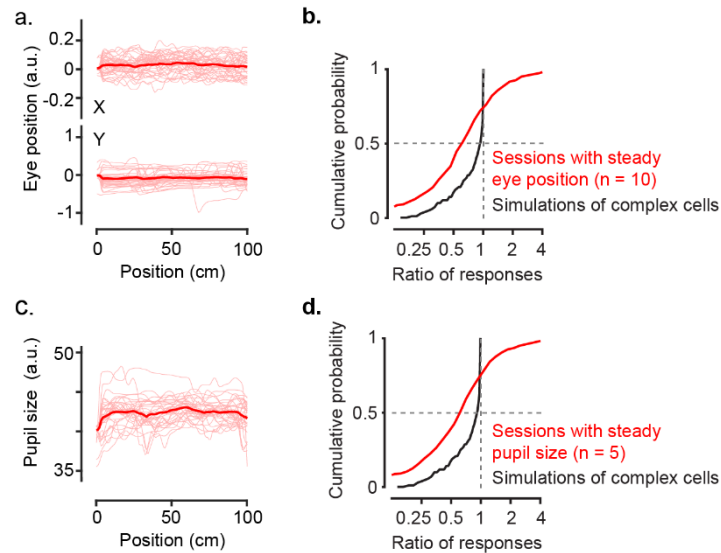 a.
Eye position (a.u.)
0.2
0
-0.2
X
Y
1
0
-1
0 50 100
Position (cm)
b.
Cumulative probability
1
0.5
0
Sessions with steady
eye position (n = 10)
Simulations of complex cells
0.25 0.5 1 2 4
Ratio of responses
c.
Pupil size (a.u.)
50
35
0 50 100
Position (cm)
d.
Cumulative probability
1
0.5
0
Sessions with steady
pupil size (n = 5)
Simulations of complex cells
0.25 0.5 1 2 4
Ratio of responses